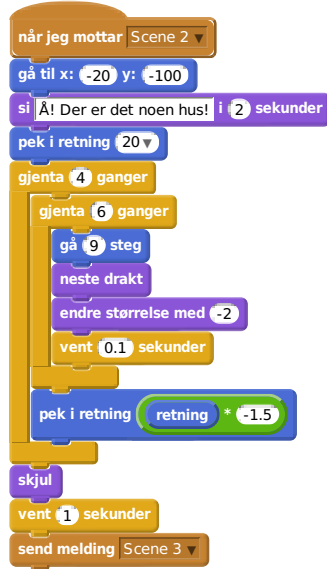 når jeg mottar Scene 2
gå til x: -20 y: -100
si Å! Der er det noen hus! i 2 sekunder
pek i retning 20
gjenta 4 ganger
gjenta 6 ganger
gå 9 steg
neste drakt
endre størrelse med -2
vent 0.1 sekunder
pek i retning retning * -1.5
skjul
vent 1 sekunder
send melding Scene 3